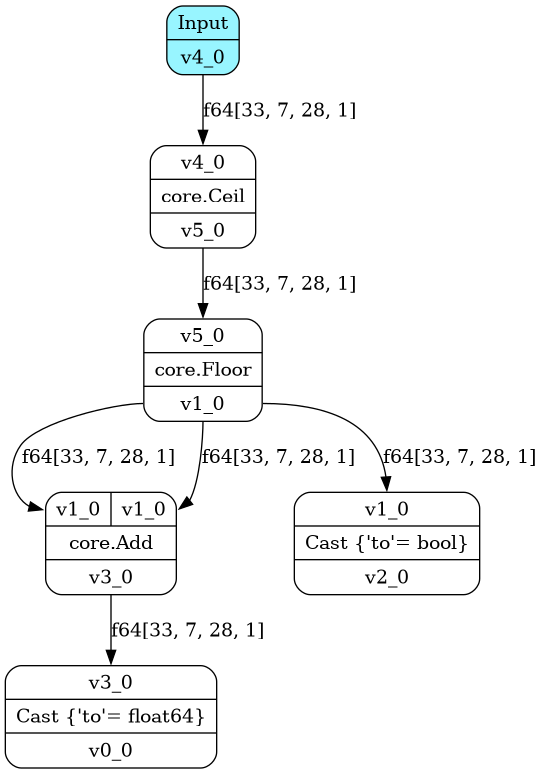 Input
v4_0
f64[33, 7, 28, 1]
v4_0
core.Ceil
v5_0
f64[33, 7, 28, 1]
v5_0
core.Floor
v1_0
f64[33, 7, 28, 1]
f64[33, 7, 28, 1]
f64[33, 7, 28, 1]
v1_0 v1_0
core.Add
v3_0
v1_0
Cast {'to'= bool}
v2_0
f64[33, 7, 28, 1]
v3_0
Cast {'to'= float64}
v0_0